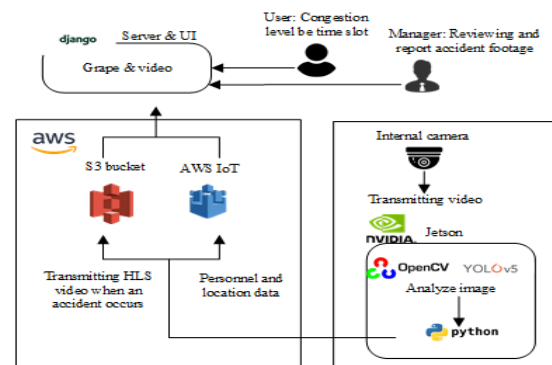 django
Server & UI
Grape & video
User: Congestion
level be time slot
Manager: Reviewing and
report accident footage
aws
S3 bucket
AWS IoT
Transmitting HLS
video when an
accident occurs
Personnel and
location data
Internal camera
Transmitting video
NVIDIA.
Jetson
OpenCV
YOLOv5
Analyze image
python